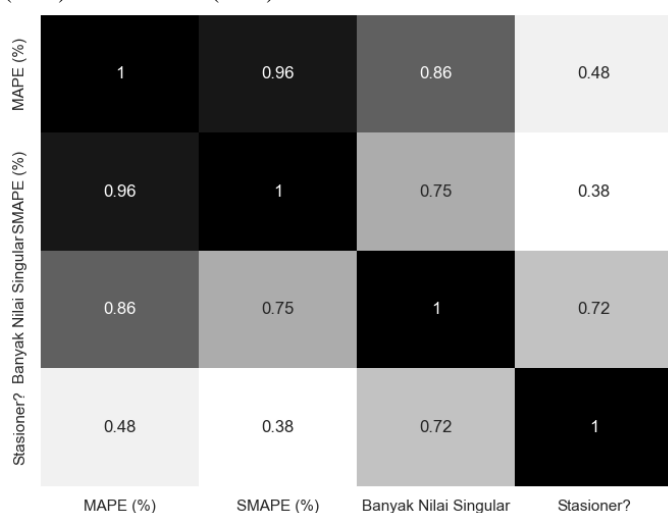 MAPE (%)
1 0.96 0.86 0.48
SMAPE (%)
0.96 1 0.75 0.38
Banyak Nilai Singular
0.86 0.75 1 0.72
Stasioner?
0.48 0.38 0.72 1
MAPE (%) SMAPE (%) Banyak Nilai Singular Stasioner?